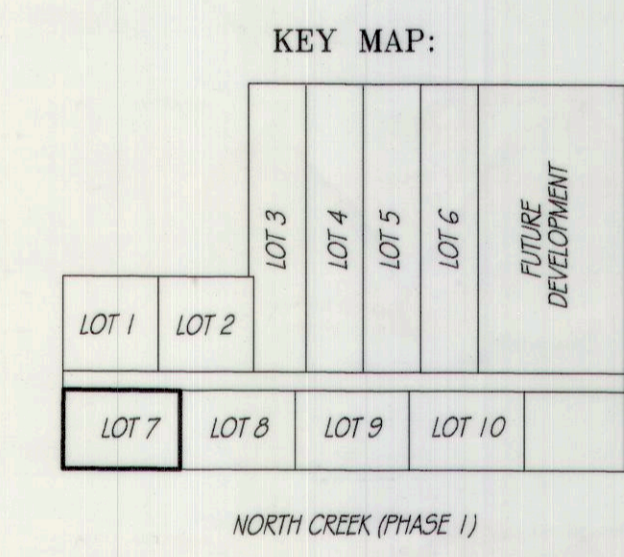 KEY MAP:
LOT 3
LOT 4
LOT 5
LOT 6
FUTURE
DEVELOPMENT
LOT 1
LOT 2
LOT 7
LOT 8
LOT 9
LOT 10
NORTH CREEK (PHASE 1)